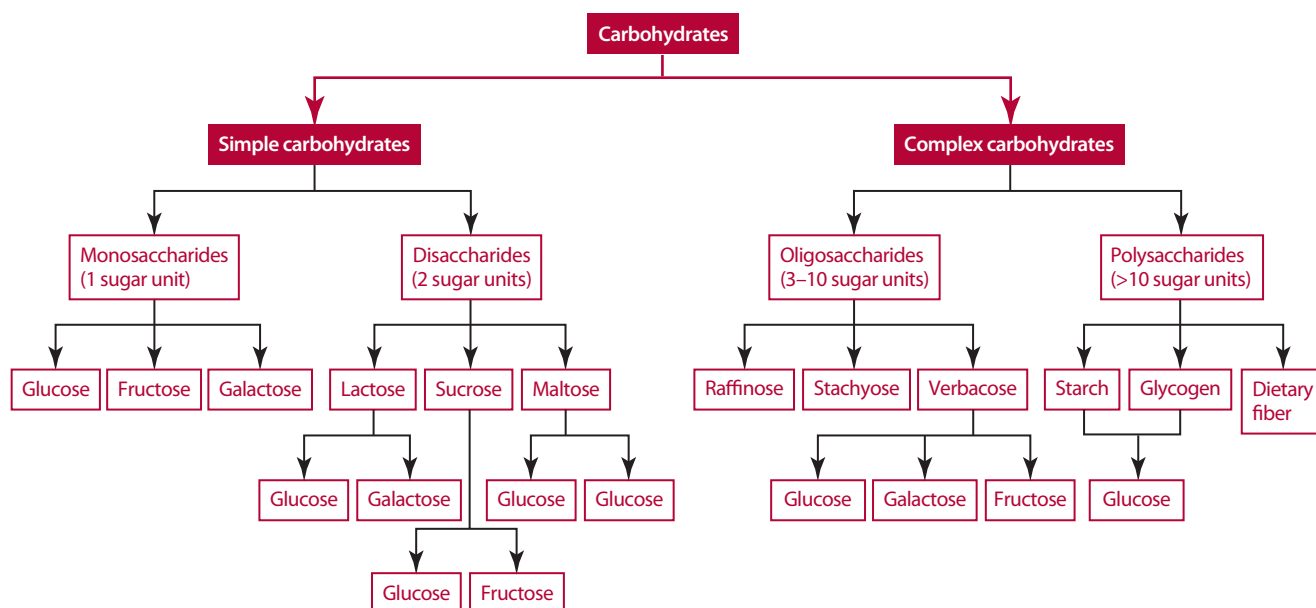 Carbohydrates
Simple carbohydrates
Complex carbohydrates
Monosaccharides
(1 sugar unit)
Disaccharides
(2 sugar units)
Oligosaccharides
(3–10 sugar units)
Polysaccharides
(>10 sugar units)
Glucose
Fructose
Galactose
Lactose
Sucrose
Maltose
Raffinose
Stachyose
Verbacose
Starch
Glycogen
Dietary
fiber
Glucose
Galactose
Glucose
Glucose
Glucose
Galactose
Fructose
Glucose
Glucose
Fructose